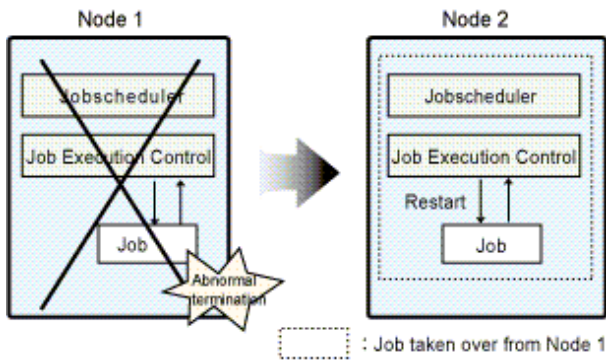 Node 1
Jobscheduler
Job Execution Control
Job
Abnormal
termination
Node 2
Jobscheduler
Job Execution Control
Restart
Job
: Job taken over from Node 1